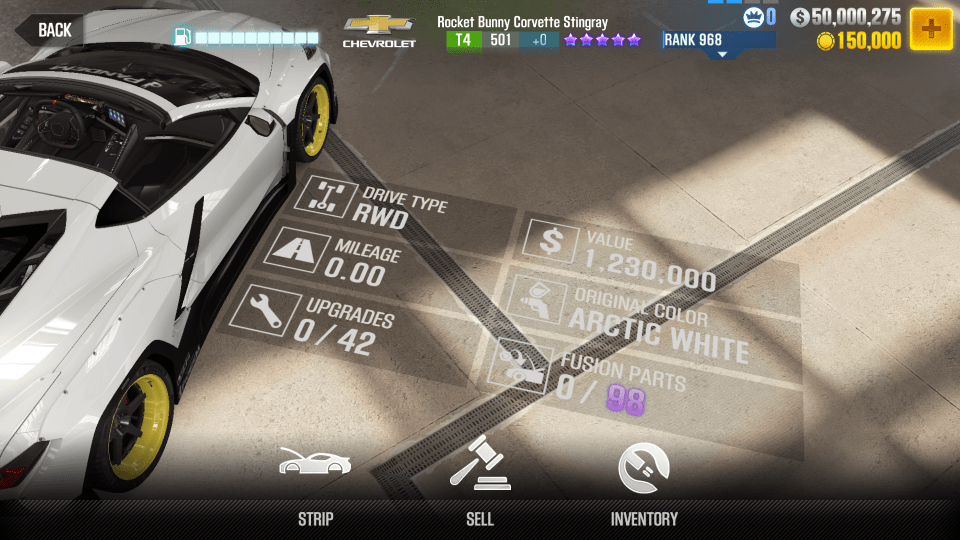 BACK
CHEVROLET
Rocket Bunny Corvette Stingray
T4 501 +0
RANK 968
0
$50,000,275
150,000
+
PANDEM
DRIVE TYPE
RWD
MILEAGE
0.00
UPGRADES
0/42
$ VALUE
1,230,000
ORIGINAL COLOR
ARCTIC WHITE
FUSION PARTS
0/98
STRIP
SELL
INVENTORY